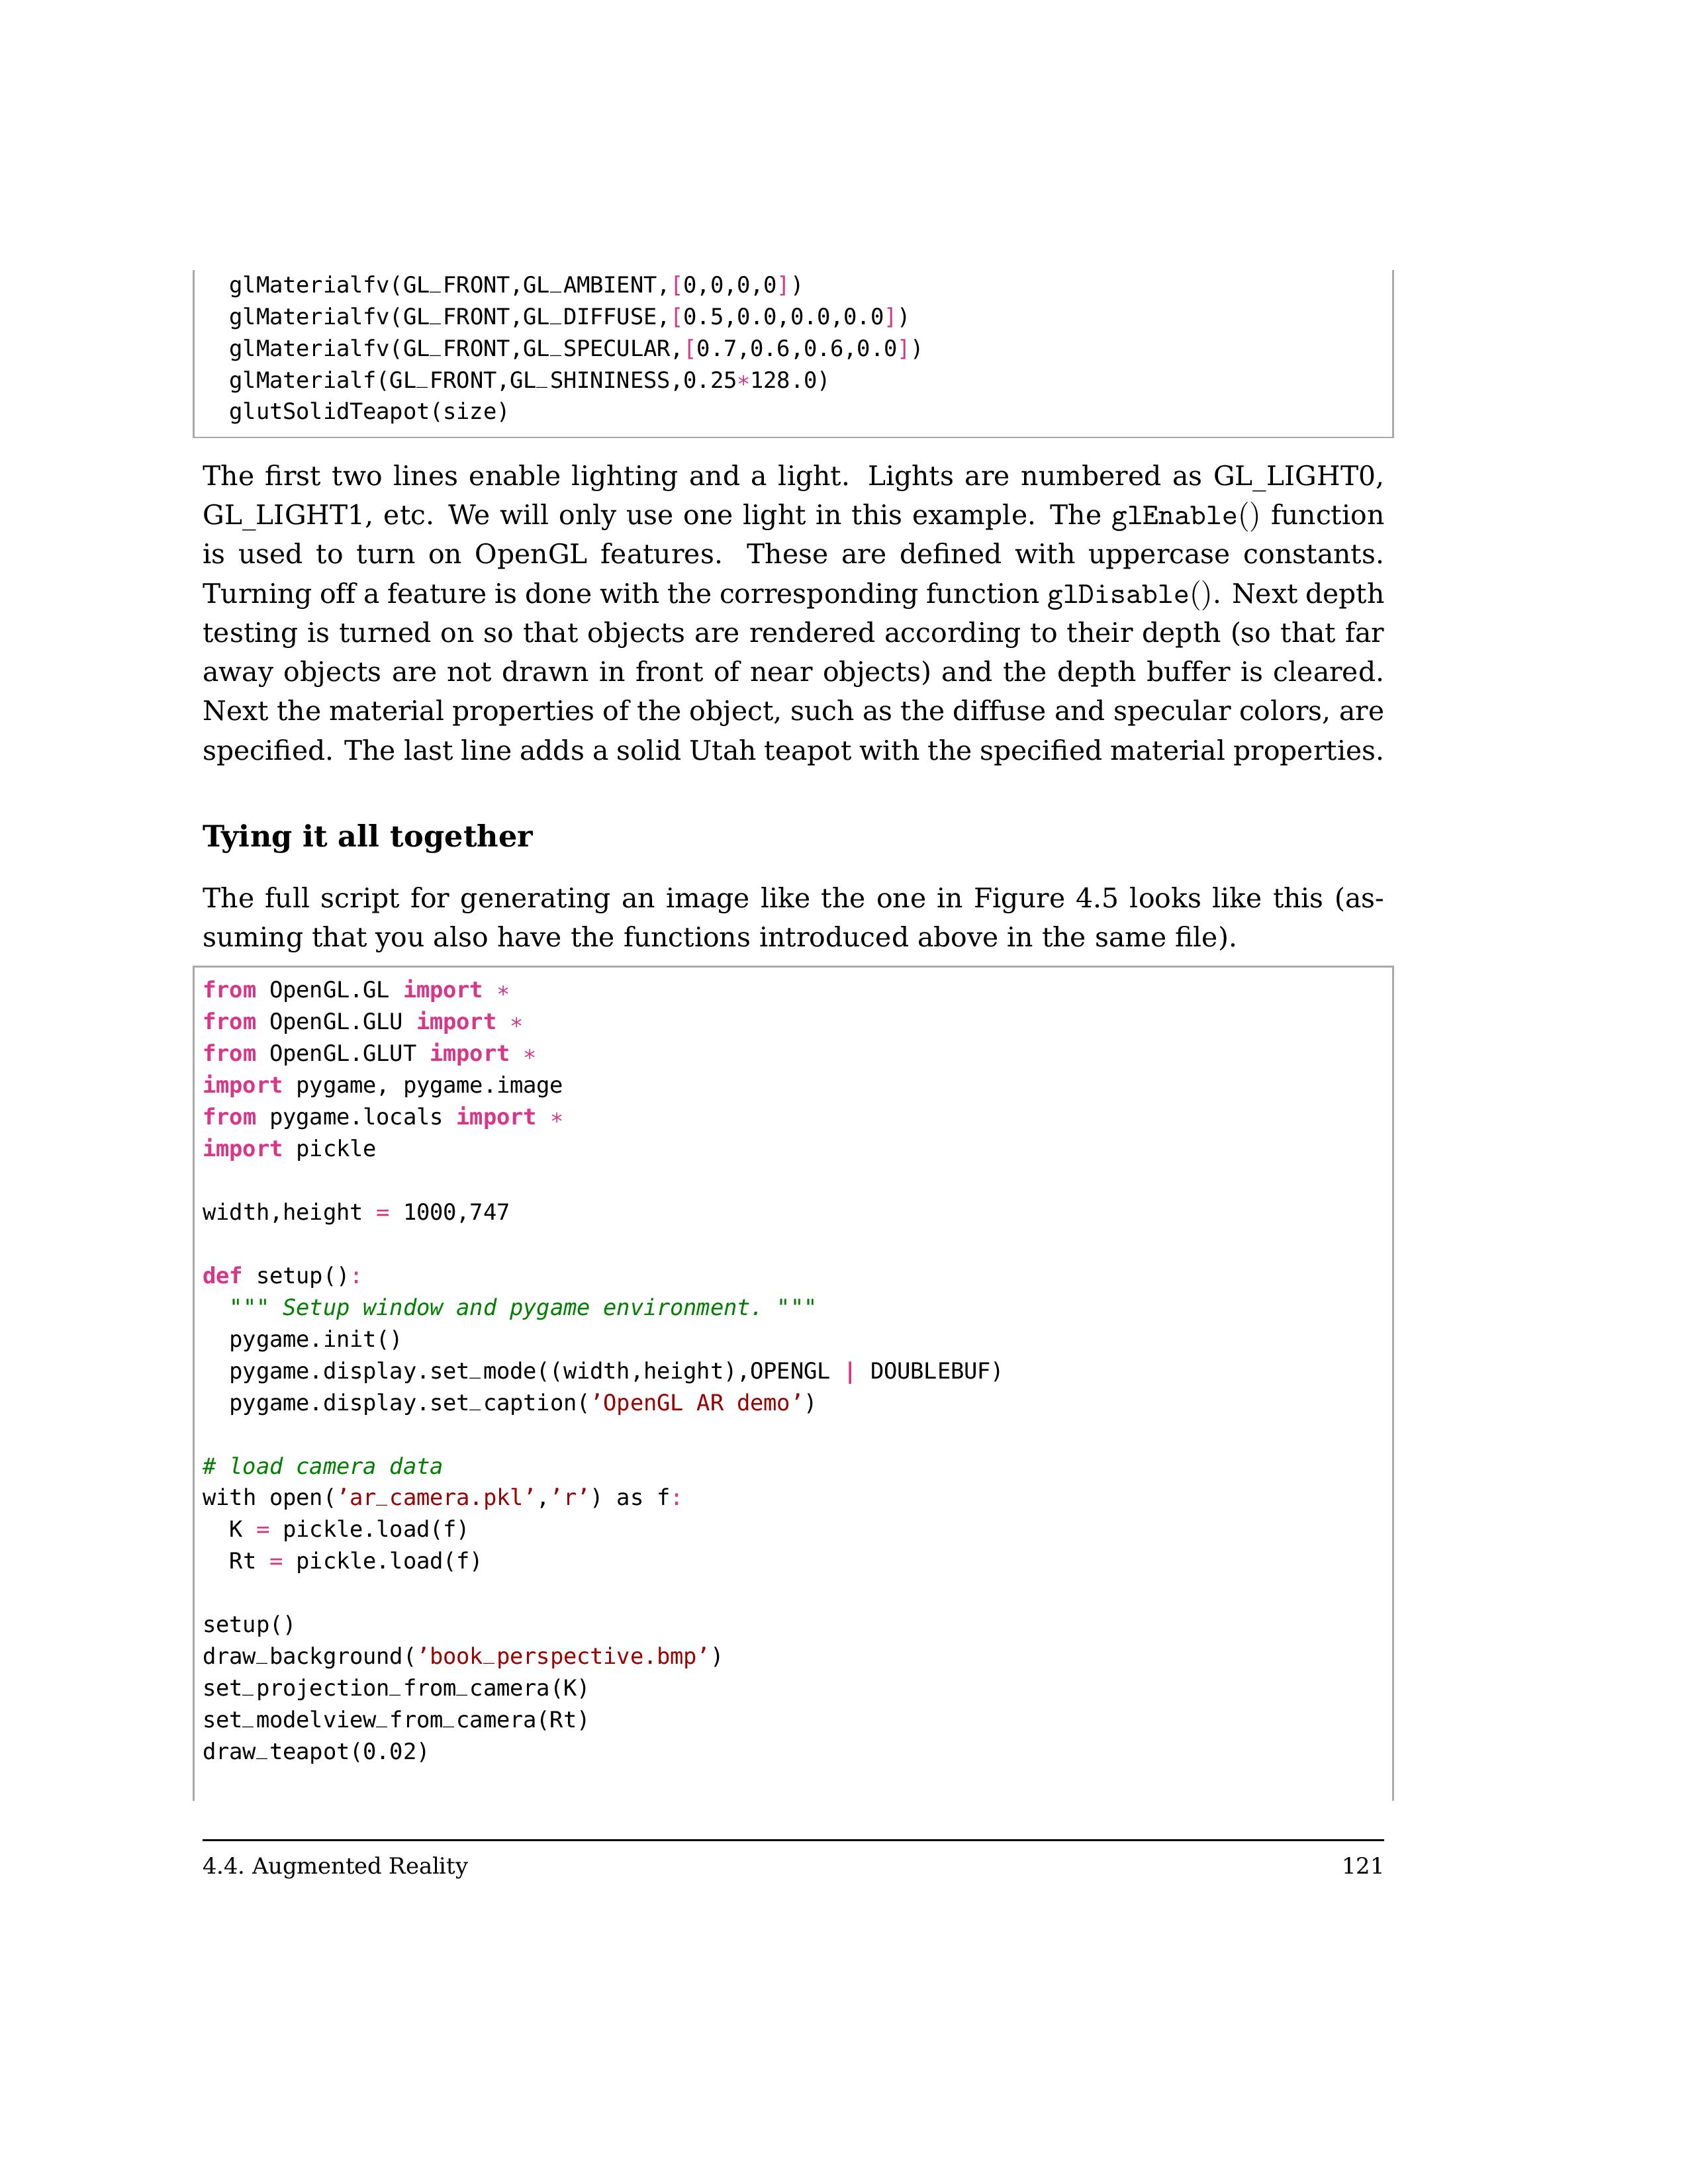 glMaterialfv(GL_FRONT,GL_AMBIENT,[0,0,0,0])
glMaterialfv(GL_FRONT,GL_DIFFUSE,[0.5,0.0,0.0,0.0])
glMaterialfv(GL_FRONT,GL_SPECULAR,[0.7,0.6,0.6,0.0])
glMaterialf(GL_FRONT,GL_SHININESS,0.25*128.0)
glutSolidTeapot(size)
The first two lines enable lighting and a light. Lights are numbered as GL_LIGHT0,
GL_LIGHT1, etc. We will only use one light in this example. The glEnable() function
is used to turn on OpenGL features. These are defined with uppercase constants.
Turning off a feature is done with the corresponding function glDisable(). Next depth
testing is turned on so that objects are rendered according to their depth (so that far
away objects are not drawn in front of near objects) and the depth buffer is cleared.
Next the material properties of the object, such as the diffuse and specular colors, are
specified. The last line adds a solid Utah teapot with the specified material properties.
Tying it all together
The full script for generating an image like the one in Figure 4.5 looks like this (as-
suming that you also have the functions introduced above in the same file).
from OpenGL.GL import *
from OpenGL.GLU import *
from OpenGL.GLUT import *
import pygame, pygame.image
from pygame.locals import *
import pickle
width,height = 1000,747
def setup():
""" Setup window and pygame environment. """
pygame.init()
pygame.display.set_mode((width,height),OPENGL | DOUBLEBUF)
pygame.display.set_caption(’OpenGL AR demo’)
# load camera data
with open(’ar_camera.pkl’,’r’) as f:
K = pickle.load(f)
Rt = pickle.load(f)
setup()
draw_background(’book_perspective.bmp’)
set_projection_from_camera(K)
set_modelview_from_camera(Rt)
draw_teapot(0.02)
4.4. Augmented Reality 121